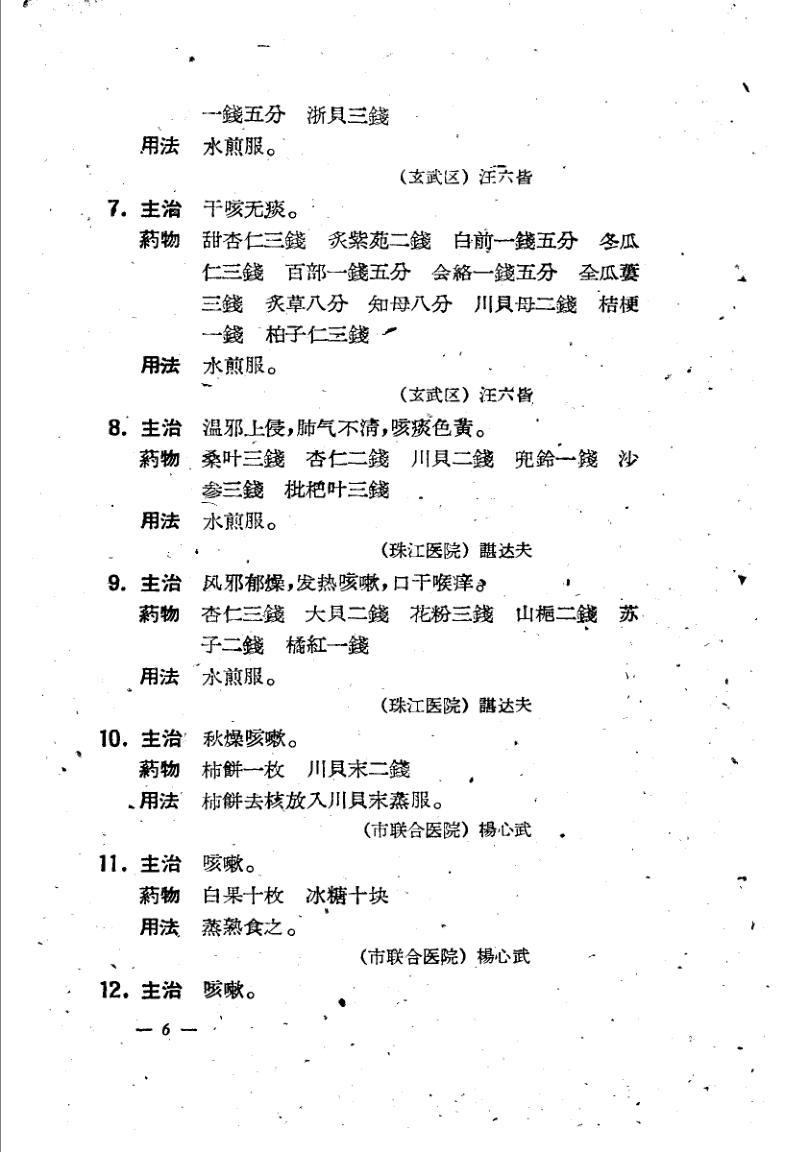 一錢五分　浙貝三錢
用法　水煎服。
（玄武区）汪六皆
7. 主治　干咳无痰。
葯物　甜杏仁三錢　炙紫苑二錢　白前一錢五分　冬瓜
仁三錢　百部一錢五分　会絡一錢五分　全瓜蔞
三錢　炙草八分　知母八分　川貝母二錢　桔梗
一錢　柏子仁三錢
用法　水煎服。
（玄武区）汪六皆
8. 主治　温邪上侵，肺气不清，咳痰色黄。
葯物　桑叶三錢　杏仁二錢　川貝二錢　兜鈴一錢　沙
参三錢　枇杷叶三錢
用法　水煎服。
（珠江医院）諶达夫
9. 主治　风邪郁燥，发热咳嗽，口干喉痒。
葯物　杏仁三錢　大貝二錢　花粉三錢　山梔二錢　苏
子二錢　橘紅一錢
用法　水煎服。
（珠江医院）諶达夫
10. 主治　秋燥咳嗽。
葯物　柿餅一枚　川貝末二錢
用法　柿餅去核放入川貝末蒸服。
（市联合医院）楊心武
11. 主治　咳嗽。
葯物　白果十枚　冰糖十块
用法　蒸熟食之。
（市联合医院）楊心武
12. 主治　咳嗽。
— 6 —